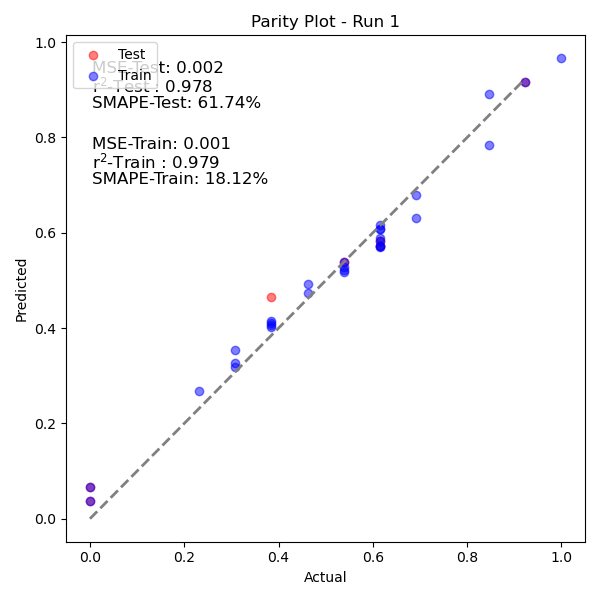 Parity Plot - Run 1
Test
Train
MSE-Test: 0.002
r²-Test : 0.978
SMAPE-Test: 61.74%
MSE-Train: 0.001
r²-Train : 0.979
SMAPE-Train: 18.12%
1.0
0.8
0.6
0.4
0.2
0.0
Predicted
0.0 0.2 0.4 0.6 0.8 1.0
Actual